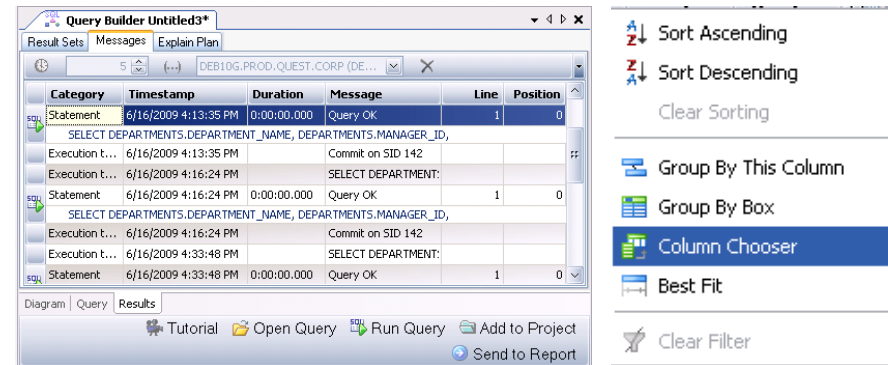 Query Builder Untitled3*
Result Sets Messages Explain Plan
5 (...) DEB10G.PROD.QUEST.CORP (DE...
Category Timestamp Duration Message Line Position
Statement 6/16/2009 4:13:35 PM 0:00:00.000 Query OK 1 0
SELECT DEPARTMENTS.DEPARTMENT_NAME, DEPARTMENTS.MANAGER_ID,
Execution t... 6/16/2009 4:13:35 PM Commit on SID 142
Execution t... 6/16/2009 4:16:24 PM SELECT DEPARTMENT:
Statement 6/16/2009 4:16:24 PM 0:00:00.000 Query OK 1 0
SELECT DEPARTMENTS.DEPARTMENT_NAME, DEPARTMENTS.MANAGER_ID,
Execution t... 6/16/2009 4:16:24 PM Commit on SID 142
Execution t... 6/16/2009 4:33:48 PM SELECT DEPARTMENT:
Statement 6/16/2009 4:33:48 PM 0:00:00.000 Query OK 1 0
Diagram Query Results
Tutorial Open Query Run Query Add to Project
Send to Report
Sort Ascending
Sort Descending
Clear Sorting
Group By This Column
Group By Box
Column Chooser
Best Fit
Clear Filter